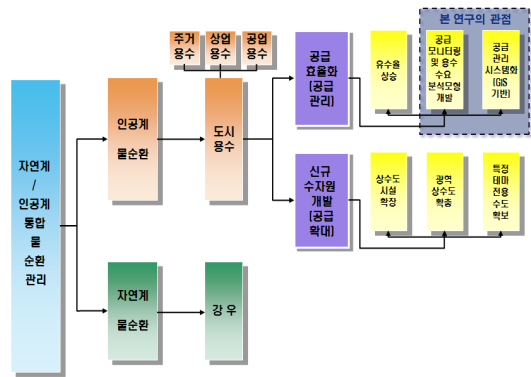 본 연구의 관점
주거
용수
상업
용수
공업
용수
공급
효율화
(공급
관리)
유수율
상승
공급
모니터링
및 용수
수요
분석모형
개발
공급
관리
시스템화
(GIS
기반)
인공계
물순환
도시
용수
자연계
/
인공계
통합
물
순환
관리
신규
수자원
개발
(공급
확대)
상수도
시설
확장
광역
상수도
확충
특정
테마
전용
수도
확보
자연계
물순환
강 우